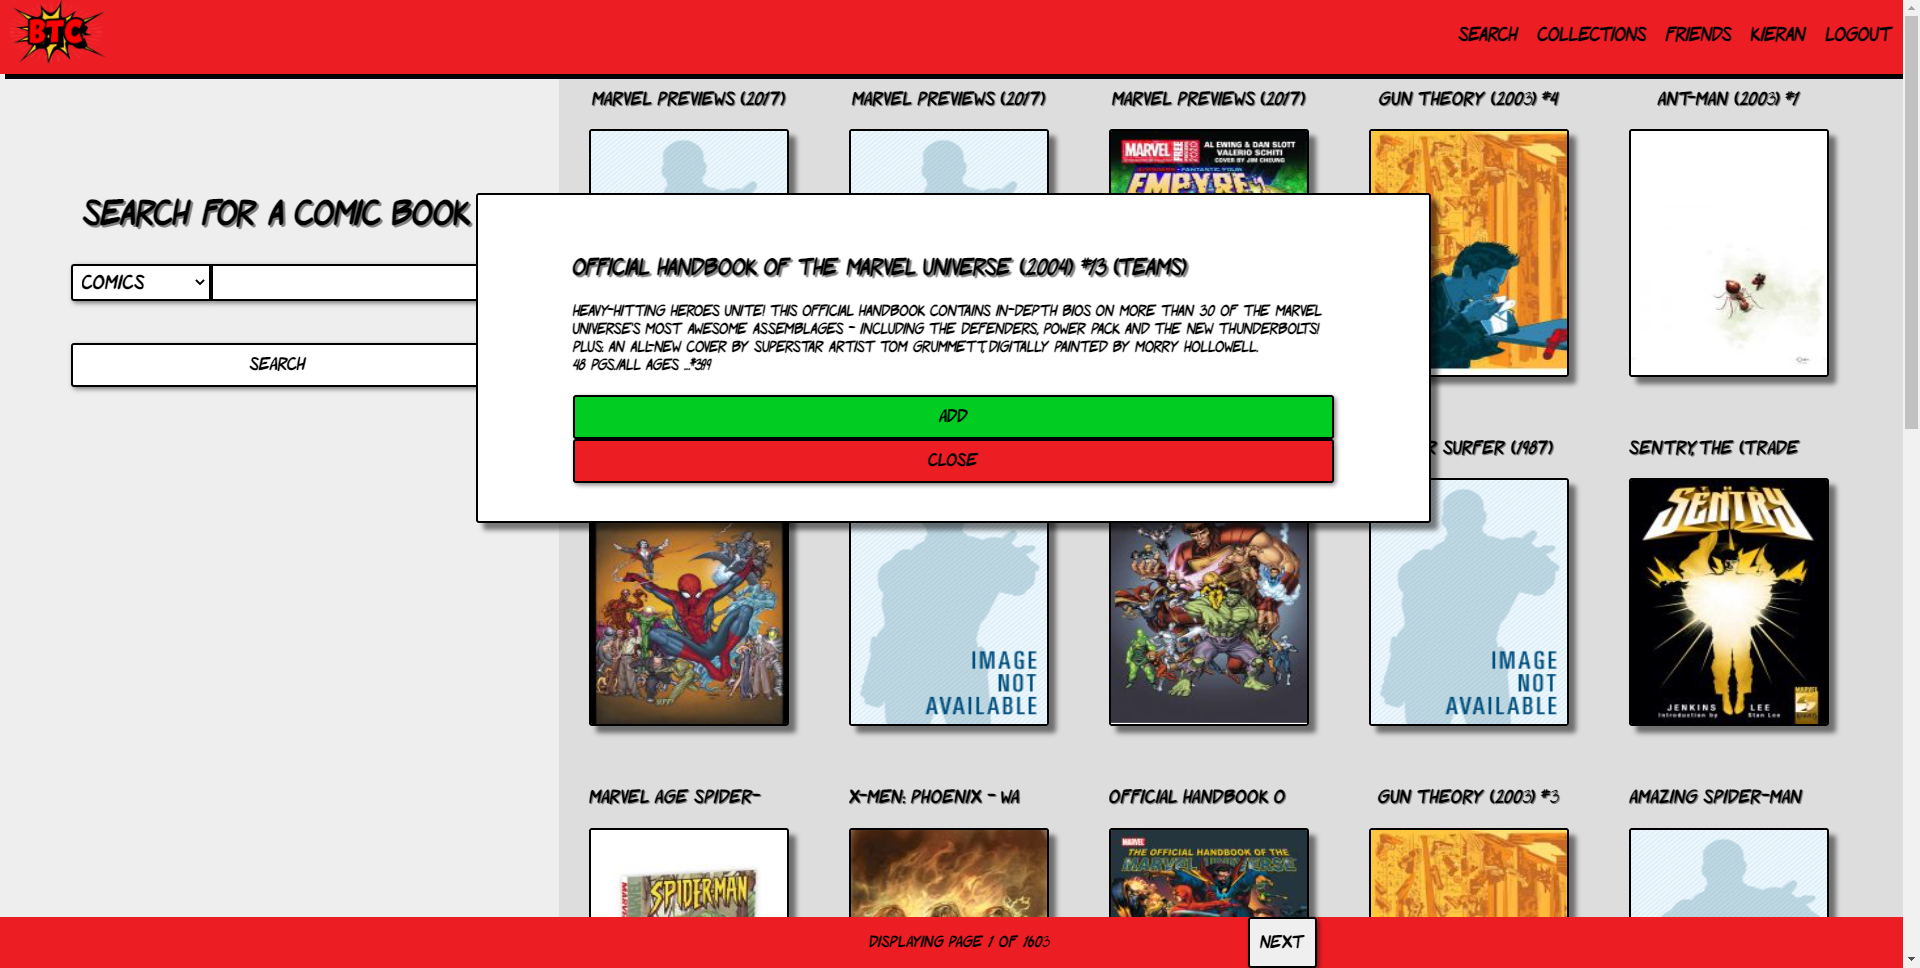 BTC
SEARCH COLLECTIONS FRIENDS KIERAN LOGOUT
MARVEL PREVIEWS (2017) MARVEL PREVIEWS (2017) MARVEL PREVIEWS (2017) GUN THEORY (2003) #4 ANT-MAN (2003) #1
MARVEL FREE 2020 AL EWING & DAN SLOTT
VALERIO SCHITI
COVER BY JIM CHEUNG
EMPYRE
SEARCH FOR A COMIC BOOK
COMICS
SEARCH
OFFICIAL HANDBOOK OF THE MARVEL UNIVERSE (2004) #13 (TEAMS)
HEAVY-HITTING HEROES UNITE! THIS OFFICIAL HANDBOOK CONTAINS IN-DEPTH BIOS ON MORE THAN 30 OF THE MARVEL
UNIVERSE'S MOST AWESOME ASSEMBLAGES - INCLUDING THE DEFENDERS, POWER PACK AND THE NEW THUNDERBOLTS!
PLUS: AN ALL-NEW COVER BY SUPERSTAR ARTIST TOM GRUMMETT, DIGITALLY PAINTED BY MORRY HOLLOWELL.
48 PGS./ALL AGES ...$3.99
ADD
CLOSE
R SURFER (1987) SENTRY, THE (TRADE
THE SENTRY
IMAGE
NOT
AVAILABLE
IMAGE
NOT
AVAILABLE
JENKINS LEE
Introduction by Stan Lee
MARVEL
MARVEL AGE SPIDER- X-MEN: PHOENIX - WA OFFICIAL HANDBOOK O GUN THEORY (2003) #3 AMAZING SPIDER-MAN
SPIDER-MAN
MARVEL
THE OFFICIAL HANDBOOK OF THE
MARVEL UNIVERSE
DISPLAYING PAGE 1 OF 1603
NEXT